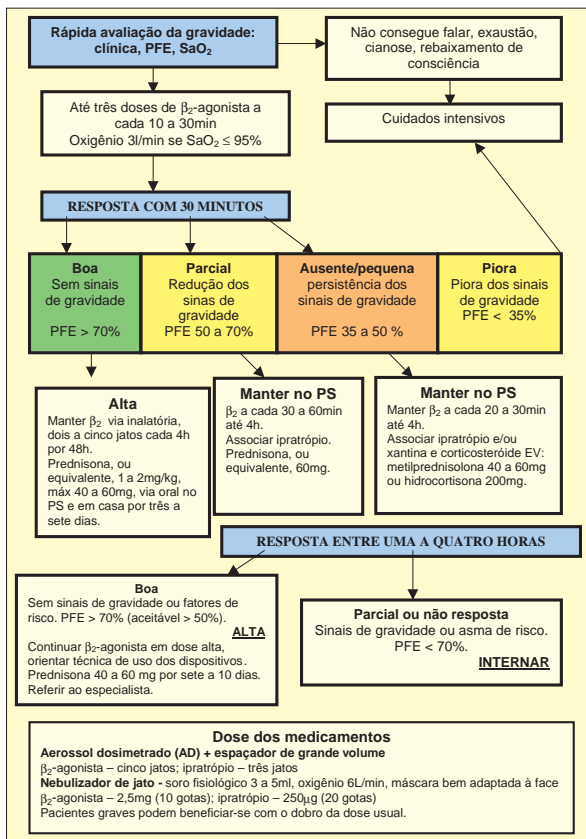 Rápida avaliação da gravidade:
clínica, PFE, SaO₂
Não consegue falar, exaustão,
cianose, rebaixamento de
consciência
Até três doses de β₂-agonista a
cada 10 a 30min
Oxigênio 3l/min se SaO₂ ≤ 95%
Cuidados intensivos
RESPOSTA COM 30 MINUTOS
Boa
Sem sinais
de gravidade
PFE > 70%
Parcial
Redução dos
sinas de
gravidade
PFE 50 a 70%
Ausente/pequena
persistência dos
sinais de gravidade
PFE 35 a 50 %
Piora
Piora dos sinais
de gravidade
PFE < 35%
Alta
Manter β₂ via inalatória,
dois a cinco jatos cada 4h
por 48h.
Prednisona, ou
equivalente, 1 a 2mg/kg,
máx 40 a 60mg, via oral no
PS e em casa por três a
sete dias.
Manter no PS
β₂ a cada 30 a 60min
até 4h.
Associar ipratrópio.
Prednisona, ou
equivalente, 60mg.
Manter no PS
Manter β₂ a cada 20 a 30min
até 4h.
Associar ipratrópio e/ou
xantina e corticosteróide EV:
metilprednisolona 40 a 60mg
ou hidrocortisona 200mg.
RESPOSTA ENTRE UMA A QUATRO HORAS
Boa
Sem sinais de gravidade ou fatores de
risco. PFE > 70% (aceitável > 50%).
ALTA
Continuar β₂-agonista em dose alta,
orientar técnica de uso dos dispositivos.
Prednisona 40 a 60 mg por sete a 10 dias.
Referir ao especialista.
Parcial ou não resposta
Sinais de gravidade ou asma de risco.
PFE < 70%.
INTERNAR
Dose dos medicamentos
Aerossol dosimetrado (AD) + espaçador de grande volume
β₂-agonista – cinco jatos; ipratrópio – três jatos
Nebulizador de jato - soro fisiológico 3 a 5ml, oxigênio 6L/min, máscara bem adaptada à face
β₂-agonista – 2,5mg (10 gotas); ipratrópio – 250μg (20 gotas)
Pacientes graves podem beneficiar-se com o dobro da dose usual.